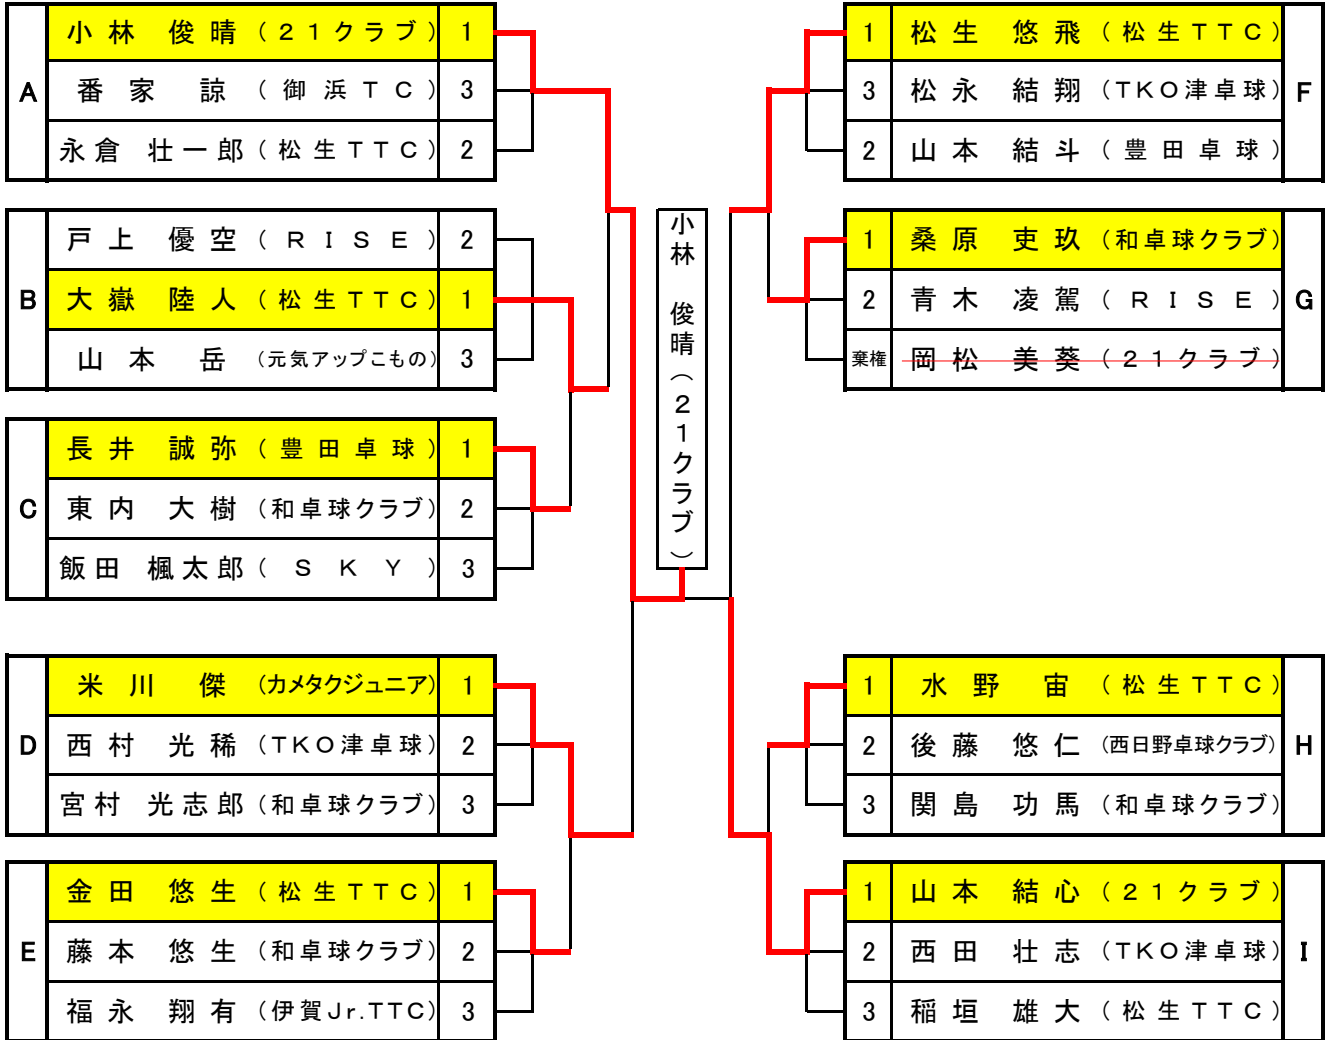 A
小林 俊晴 (21クラブ) 1
番家 諒 (御浜TC) 3
永倉 壮一郎 (松生TTC) 2
B
戸上 優空 (RISE) 2
大嶽 陸人 (松生TTC) 1
山本 岳 (元気アップこもの) 3
C
長井 誠弥 (豊田卓球) 1
東内 大樹 (和卓球クラブ) 2
飯田 楓太郎 (SKY) 3
D
米川 傑 (カメタクジュニア) 1
西村 光稀 (TKO津卓球) 2
宮村 光志郎 (和卓球クラブ) 3
E
金田 悠生 (松生TTC) 1
藤本 悠生 (和卓球クラブ) 2
福永 翔有 (伊賀Jr.TTC) 3
小林 俊晴(21クラブ)
F
1 松生 悠飛 (松生TTC)
3 松永 結翔 (TKO津卓球)
2 山本 結斗 (豊田卓球)
G
1 桑原 吏玖 (和卓球クラブ)
2 青木 凌駕 (RISE)
棄権 岡松 美葵 (21クラブ)
H
1 水野 宙 (松生TTC)
2 後藤 悠仁 (西日野卓球クラブ)
3 関島 功馬 (和卓球クラブ)
I
1 山本 結心 (21クラブ)
2 西田 壮志 (TKO津卓球)
3 稲垣 雄大 (松生TTC)